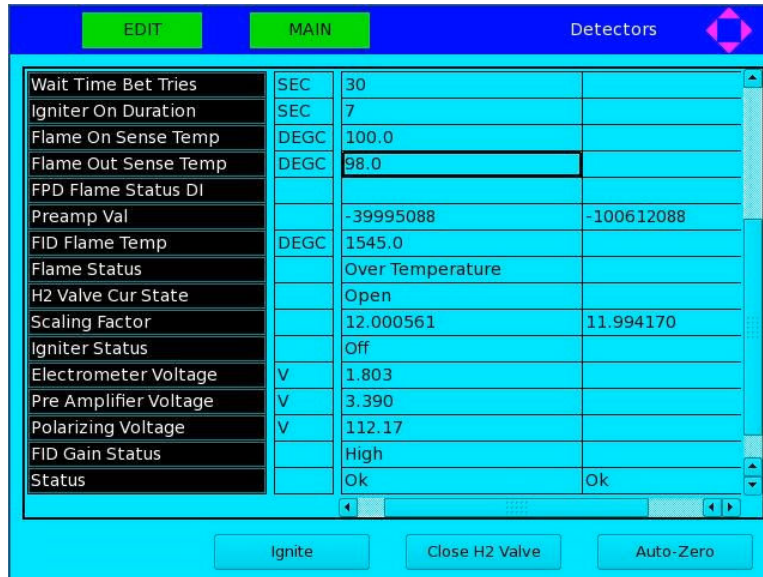 EDIT MAIN Detectors
Wait Time Bet Tries SEC 30
Igniter On Duration SEC 7
Flame On Sense Temp DEGC 100.0
Flame Out Sense Temp DEGC 98.0
FPD Flame Status DI
Preamp Val -39995088 -100612088
FID Flame Temp DEGC 1545.0
Flame Status Over Temperature
H2 Valve Cur State Open
Scaling Factor 12.000561 11.994170
Igniter Status Off
Electrometer Voltage V 1.803
Pre Amplifier Voltage V 3.390
Polarizing Voltage V 112.17
FID Gain Status High
Status Ok Ok
Ignite Close H2 Valve Auto-Zero